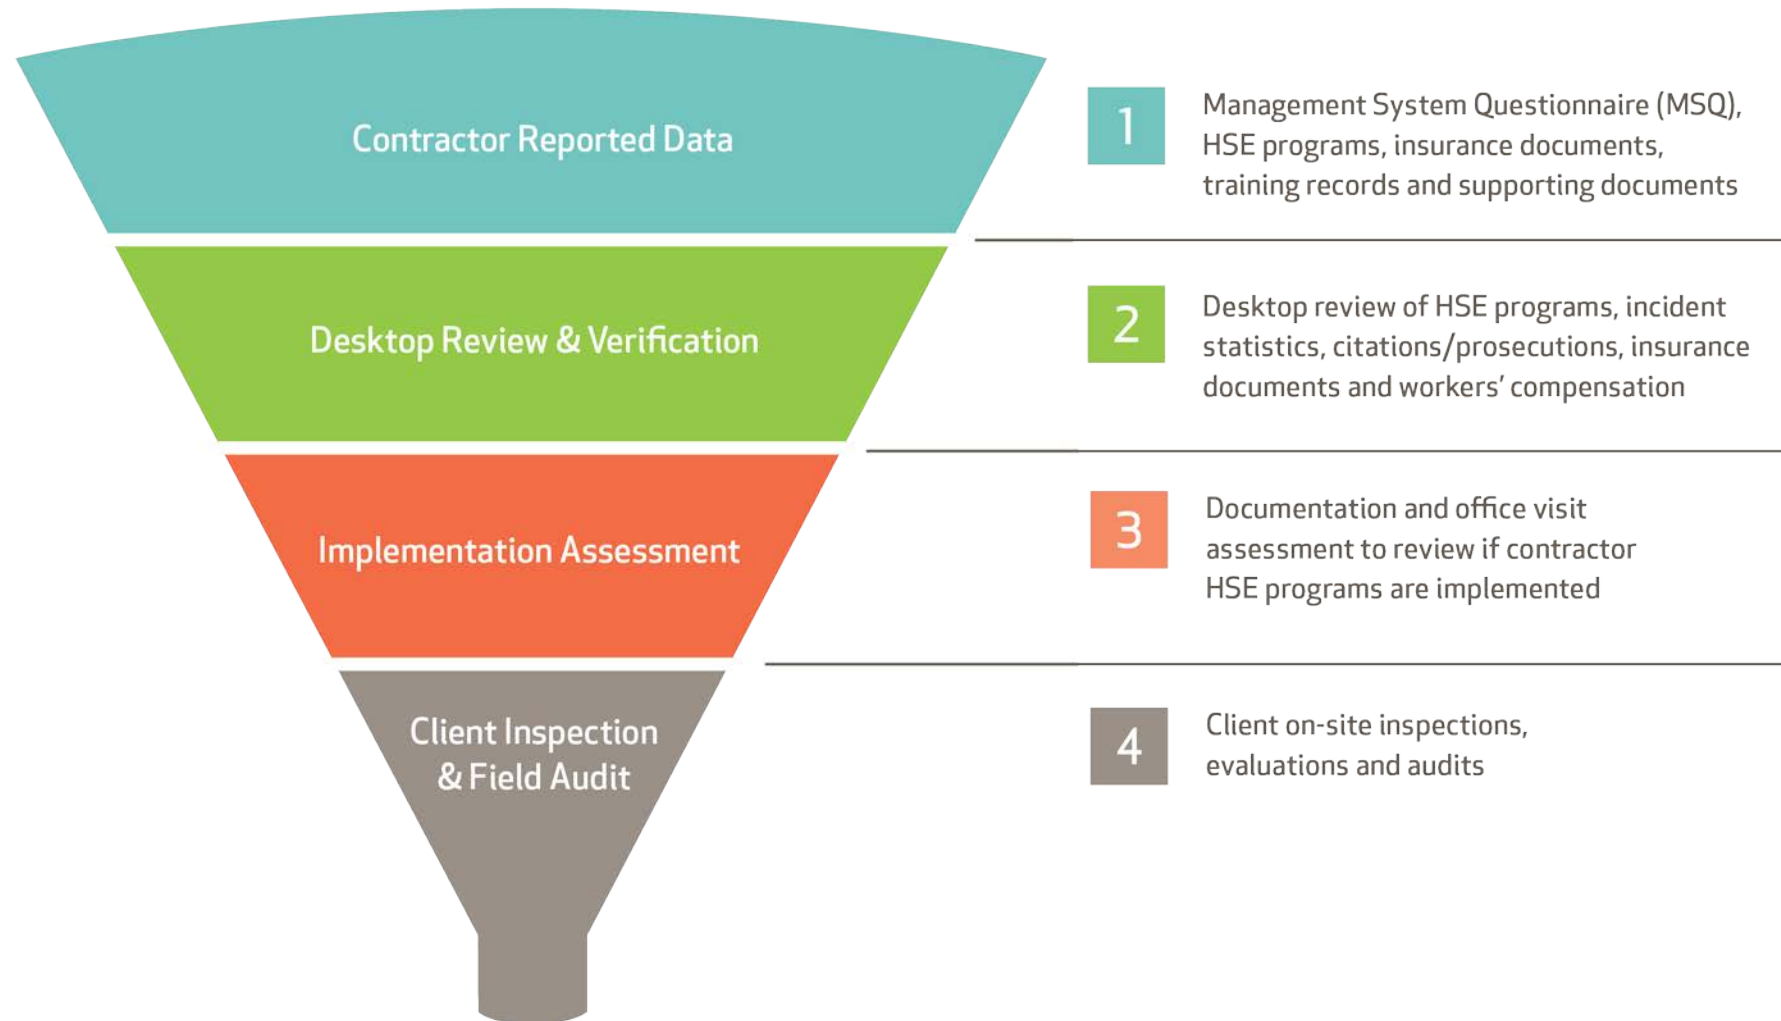 Contractor Reported Data
1
Management System Questionnaire (MSQ),
HSE programs, insurance documents,
training records and supporting documents
Desktop Review & Verification
2
Desktop review of HSE programs, incident
statistics, citations/prosecutions, insurance
documents and workers’ compensation
Implementation Assessment
3
Documentation and office visit
assessment to review if contractor
HSE programs are implemented
Client Inspection
& Field Audit
4
Client on-site inspections,
evaluations and audits